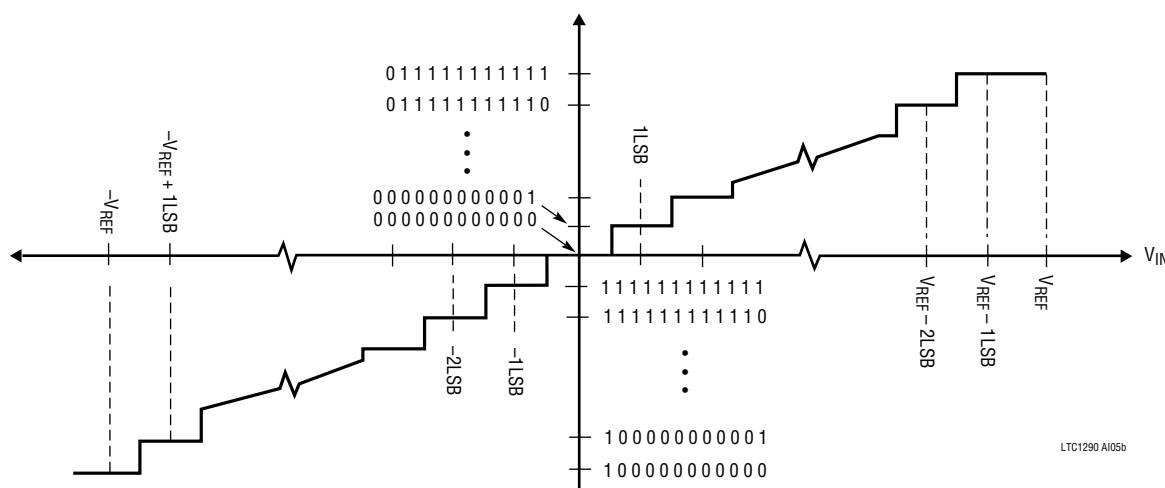 011111111111
011111111110
000000000001
000000000000
1LSB
–VREF
–VREF + 1LSB
VIN
–2LSB
–1LSB
VREF – 2LSB
VREF – 1LSB
VREF
111111111111
111111111110
100000000001
100000000000
LTC1290 AI05b